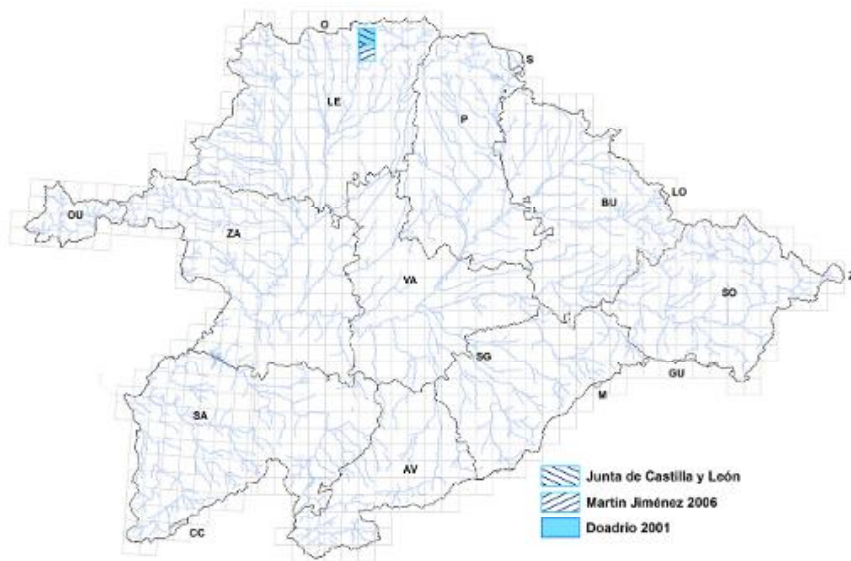 O
S
LE
P
LO
OU
BU
ZA
Z
VA
SO
SG
GU
M
SA
AV
CC
Junta de Castilla y León
Martín Jiménez 2006
Doadrio 2001